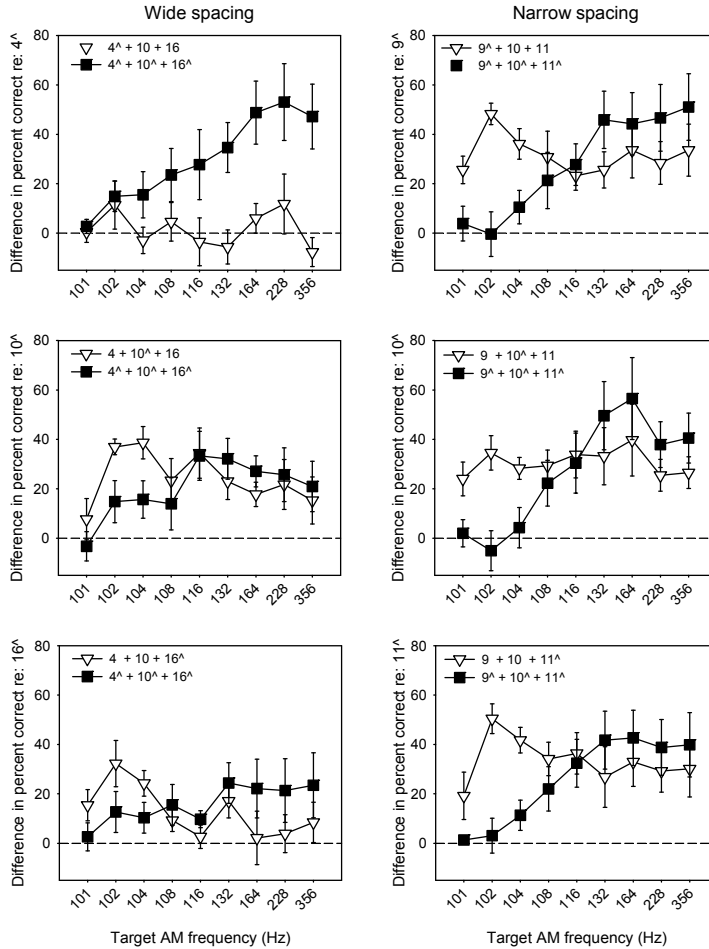 Wide spacing
Narrow spacing
Difference in percent correct re: 4^
80
60
40
20
0
4^ + 10 + 16
4^ + 10^ + 16^
101 102 104 108 116 132 164 228 356
Difference in percent correct re: 9^
80
60
40
20
0
9^ + 10 + 11
9^ + 10^ + 11^
101 102 104 108 116 132 164 228 356
Difference in percent correct re: 10^
80
60
40
20
0
4 + 10^ + 16
4^ + 10^ + 16^
101 102 104 108 116 132 164 228 356
Difference in percent correct re: 10^
80
60
40
20
0
9 + 10^ + 11
9^ + 10^ + 11^
101 102 104 108 116 132 164 228 356
Difference in percent correct re: 16^
80
60
40
20
0
4 + 10 + 16^
4^ + 10^ + 16^
101 102 104 108 116 132 164 228 356
Target AM frequency (Hz)
Difference in percent correct re: 11^
80
60
40
20
0
9 + 10 + 11^
9^ + 10^ + 11^
101 102 104 108 116 132 164 228 356
Target AM frequency (Hz)